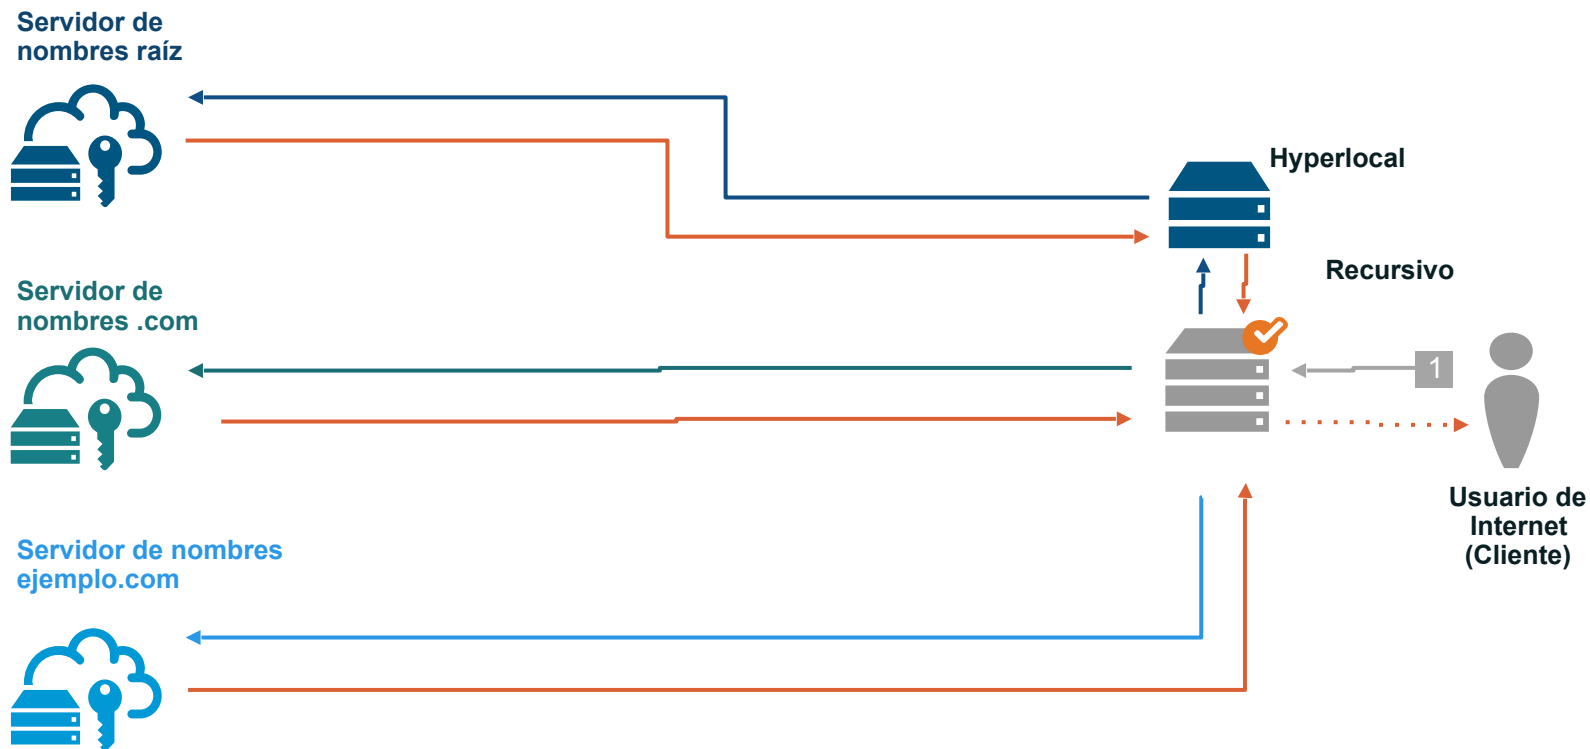 Servidor de
nombres raíz
Hyperlocal
Recursivo
Servidor de
nombres .com
1
Usuario de
Internet
(Cliente)
Servidor de nombres
ejemplo.com